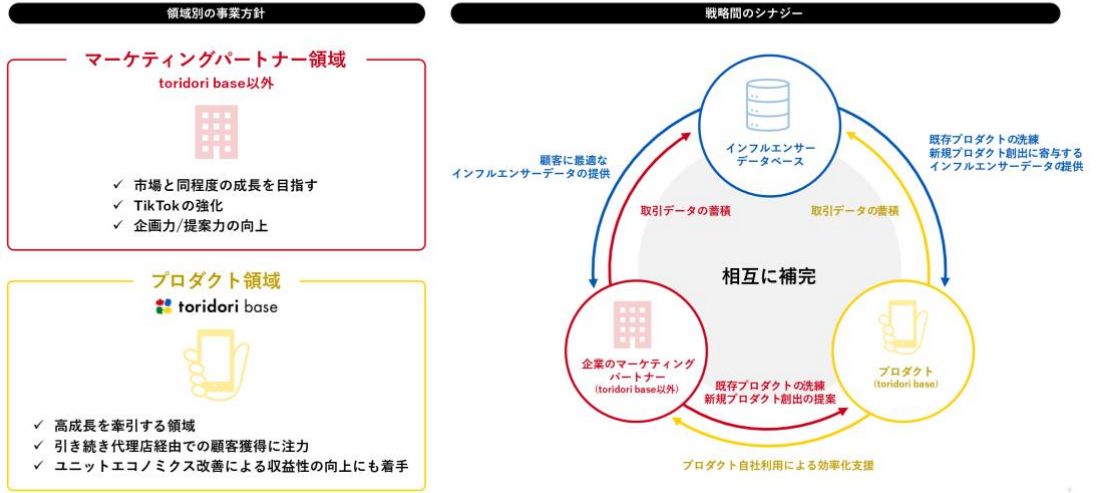 領域別の事業方針
マーケティングパートナー領域
toridori base以外
✓ 市場と同程度の成長を目指す
✓ TikTokの強化
✓ 企画力/提案力の向上
プロダクト領域
toridori base
✓ 高成長を牽引する領域
✓ 引き続き代理店経由での顧客獲得に注力
✓ ユニットエコノミクス改善による収益性の向上にも着手
戦略間のシナジー
インフルエンサー
データベース
顧客に最適な
インフルエンサーデータの提供
既存プロダクトの洗練
新規プロダクト創出に寄与する
インフルエンサーデータの提供
取引データの蓄積
取引データの蓄積
相互に補完
企業のマーケティング
パートナー
(toridori base以外)
プロダクト
(toridori base)
既存プロダクトの洗練
新規プロダクト創出の提案
プロダクト自社利用による効率化支援